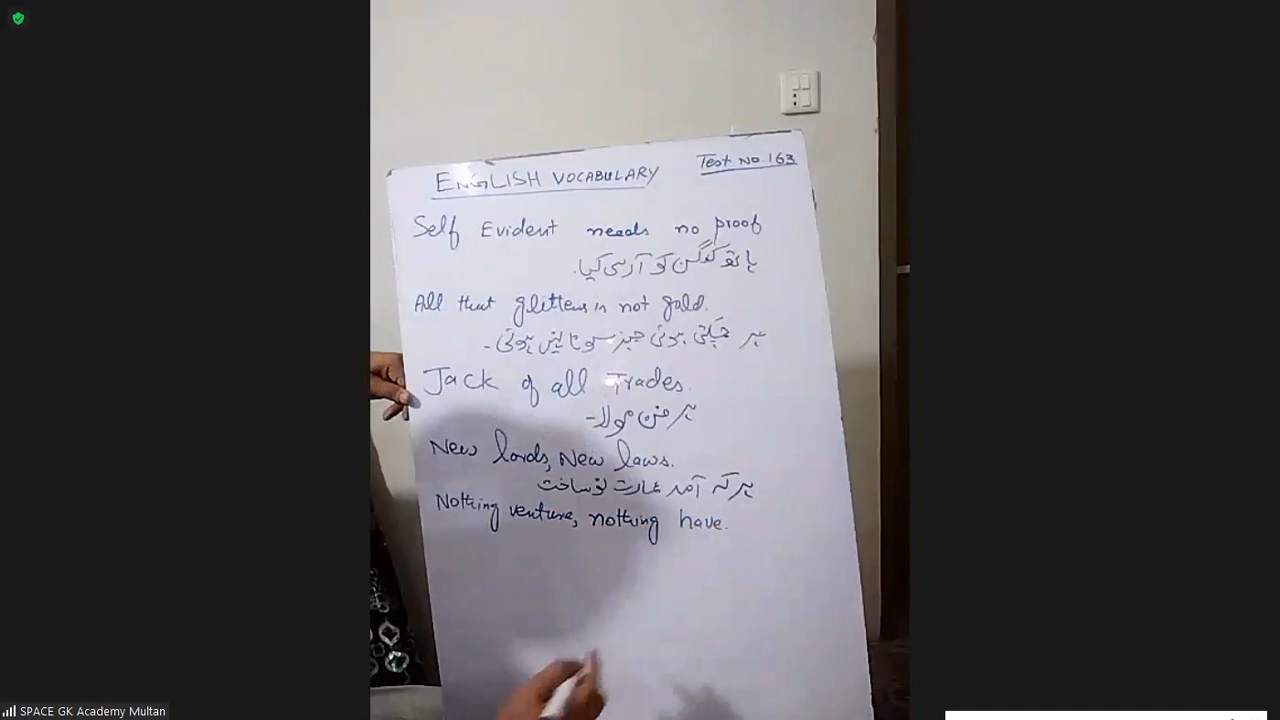 ENGLISH VOCABULARY
Test No 163
Self Evident needs no proof
ہاتھ کو کنگن کو آرسی کیا۔
All that glitters is not gold.
ہر چمکتی ہوئی چیز سونا نہیں ہوتی۔
Jack of all Trades.
ہر فن مولا۔
New lords, New laws.
ہر کہ آمد عمارت نو ساخت
Nothing venture, nothing have.
SPACE GK Academy Multan